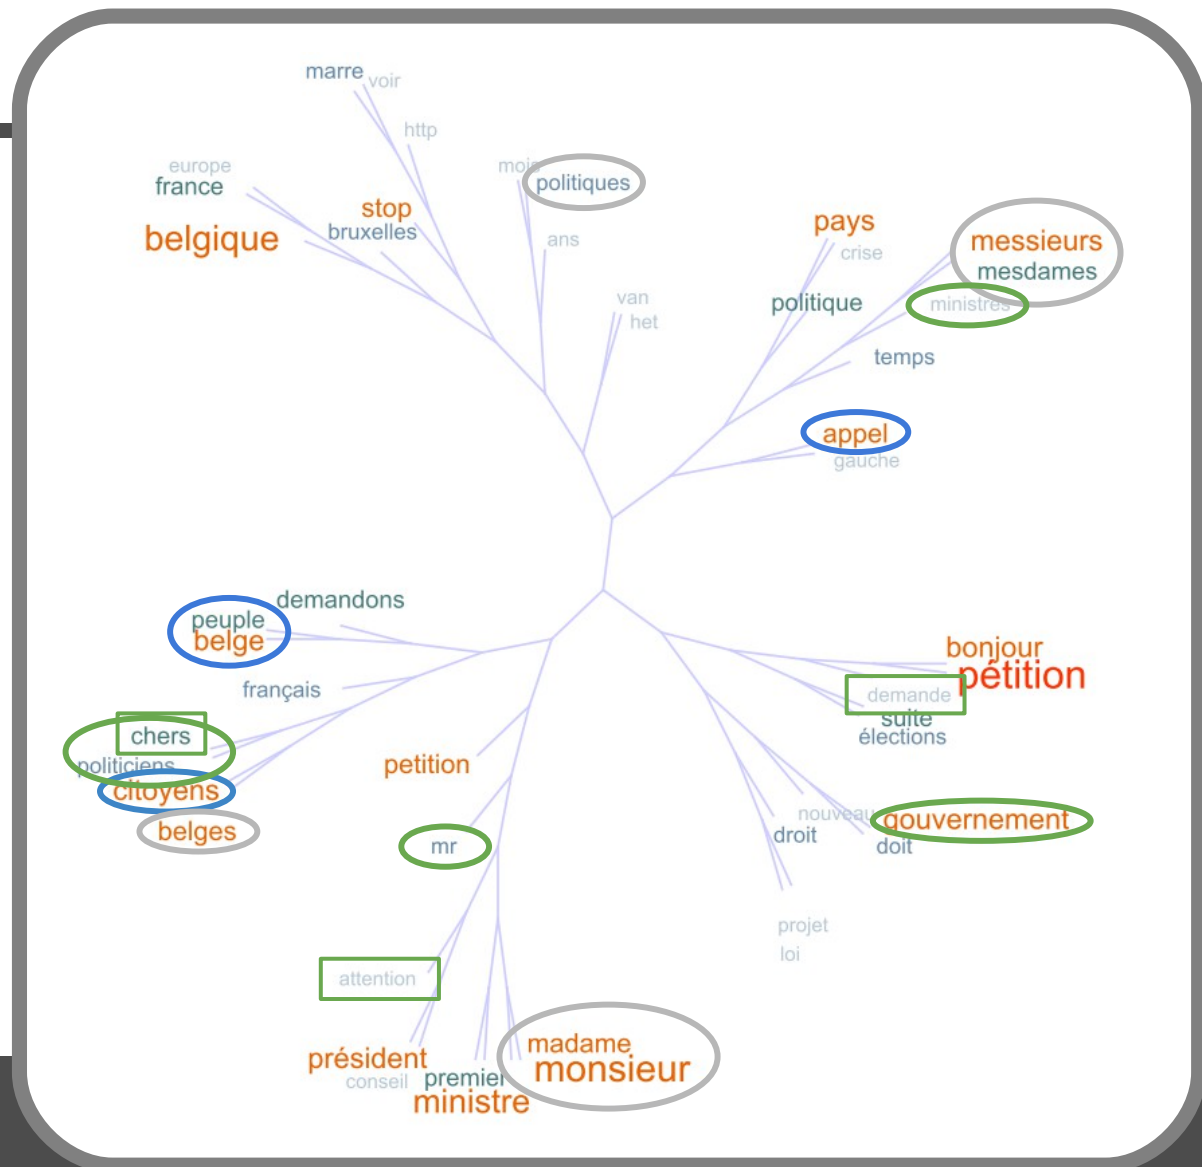 marre
voir
http
europe
france
mois
politiques
stop
bruxelles
belgique
ans
pays
crise
messieurs
mesdames
ministres
van
het
politique
temps
appel
gauche
demandons
peuple
belge
français
chers
politiciens
citoyens
belges
bonjour
pétition
demande
suite
élections
petition
mr
nouveau
gouvernement
droit
doit
projet
loi
attention
président
conseil
premier
ministre
madame
monsieur